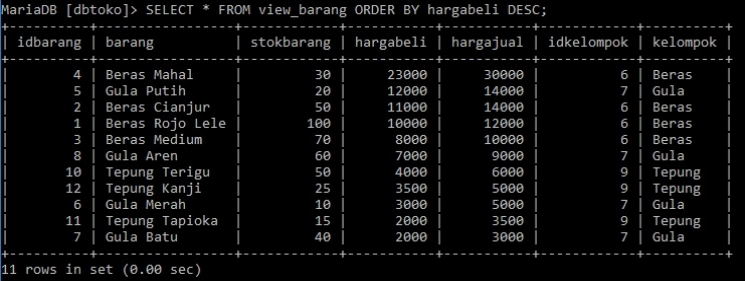 MariaDB [dbtoko]> SELECT * FROM view_barang ORDER BY hargabeli DESC;
+----------+-----------------+------------+-----------+-----------+------------+----------+
| idbarang | barang          | stokbarang | hargabeli | hargajual | idkelompok | kelompok |
+----------+-----------------+------------+-----------+-----------+------------+----------+
|        4 | Beras Mahal     |         30 |     23000 |     30000 |          6 | Beras    |
|        5 | Gula Putih      |         20 |     12000 |     14000 |          7 | Gula     |
|        2 | Beras Cianjur   |         50 |     11000 |     14000 |          6 | Beras    |
|        1 | Beras Rojo Lele |        100 |     10000 |     12000 |          6 | Beras    |
|        3 | Beras Medium    |         70 |      8000 |     10000 |          6 | Beras    |
|        8 | Gula Aren       |         60 |      7000 |      9000 |          7 | Gula     |
|       10 | Tepung Terigu   |         50 |      4000 |      6000 |          9 | Tepung   |
|       12 | Tepung Kanji    |         25 |      3500 |      5000 |          9 | Tepung   |
|        6 | Gula Merah      |         10 |      3000 |      5000 |          7 | Gula     |
|       11 | Tepung Tapioka  |         15 |      2000 |      3500 |          9 | Tepung   |
|        7 | Gula Batu       |         40 |      2000 |      3000 |          7 | Gula     |
+----------+-----------------+------------+-----------+-----------+------------+----------+
11 rows in set (0.00 sec)